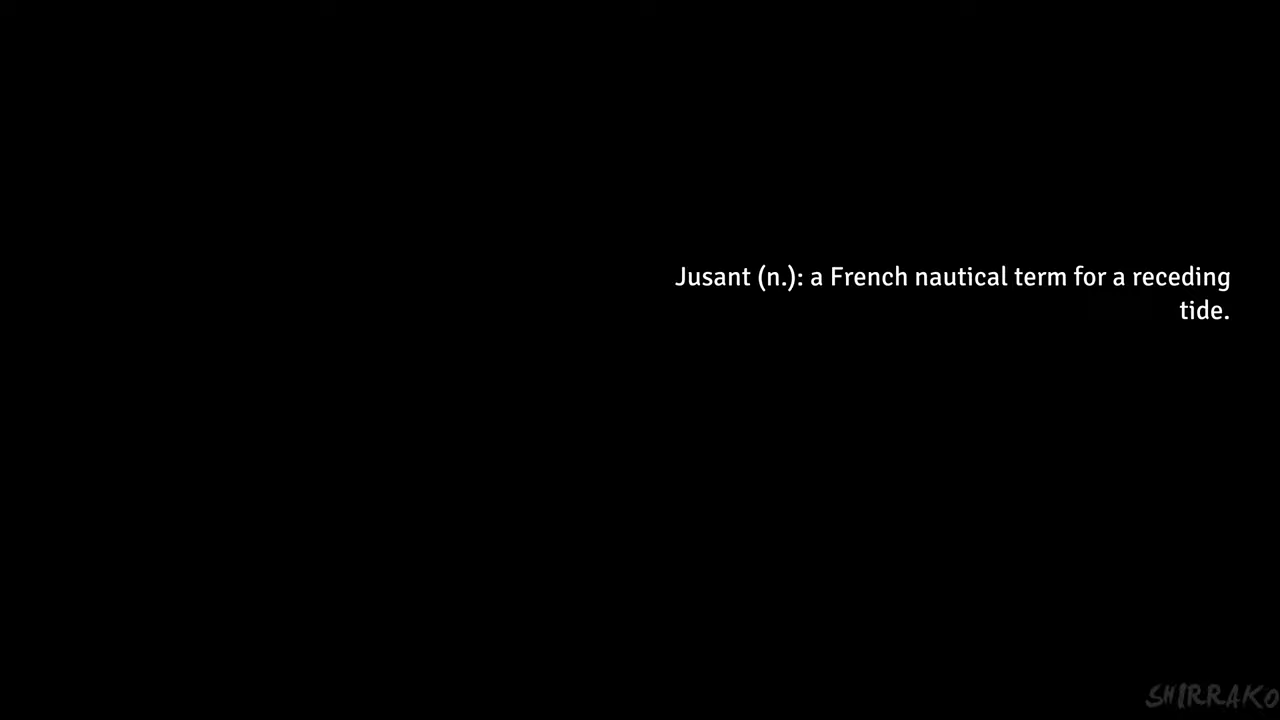 Jusant (n.): a French nautical term for a receding
tide.
SHIRRAKO